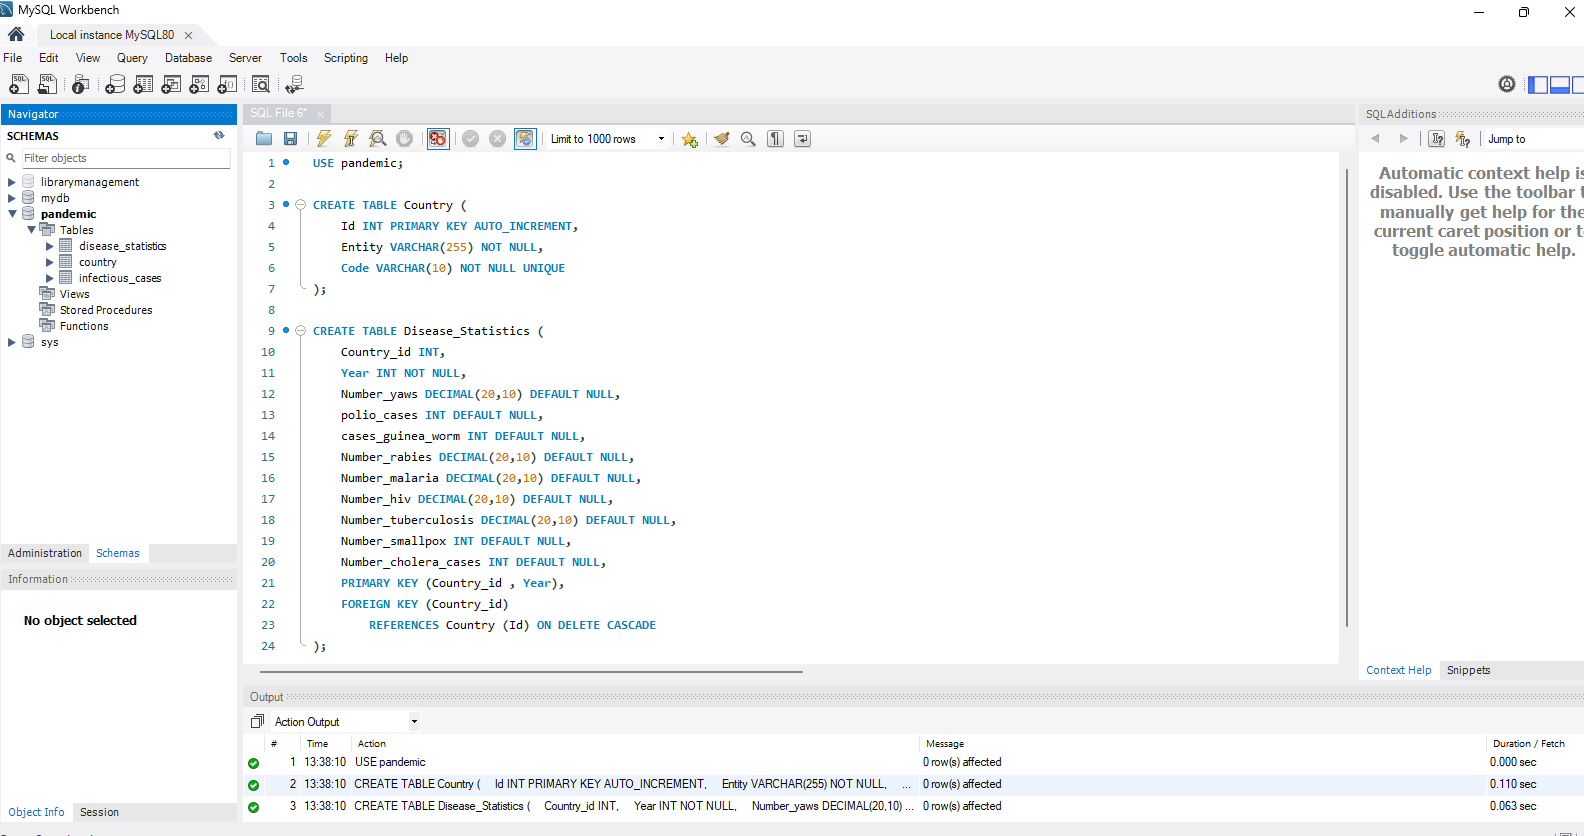 MySQL Workbench
Local instance MySQL80
File Edit View Query Database Server Tools Scripting Help
Navigator
SCHEMAS
Filter objects
librarymanagement
mydb
pandemic
Tables
disease_statistics
country
infectious_cases
Views
Stored Procedures
Functions
sys
Administration Schemas
Information
No object selected
Object Info Session
SQL File 6*
Limit to 1000 rows
1 USE pandemic;
2
3 CREATE TABLE Country (
4 Id INT PRIMARY KEY AUTO_INCREMENT,
5 Entity VARCHAR(255) NOT NULL,
6 Code VARCHAR(10) NOT NULL UNIQUE
7 );
8
9 CREATE TABLE Disease_Statistics (
10 Country_id INT,
11 Year INT NOT NULL,
12 Number_yaws DECIMAL(20,10) DEFAULT NULL,
13 polio_cases INT DEFAULT NULL,
14 cases_guinea_worm INT DEFAULT NULL,
15 Number_rabies DECIMAL(20,10) DEFAULT NULL,
16 Number_malaria DECIMAL(20,10) DEFAULT NULL,
17 Number_hiv DECIMAL(20,10) DEFAULT NULL,
18 Number_tuberculosis DECIMAL(20,10) DEFAULT NULL,
19 Number_smallpox INT DEFAULT NULL,
20 Number_cholera_cases INT DEFAULT NULL,
21 PRIMARY KEY (Country_id , Year),
22 FOREIGN KEY (Country_id)
23 REFERENCES Country (Id) ON DELETE CASCADE
24 );
SQL Additions
Jump to
Automatic context help is
disabled. Use the toolbar t
manually get help for the
current caret position or t
toggle automatic help.
Context Help Snippets
Output
Action Output
# Time Action Message Duration / Fetch
1 13:38:10 USE pandemic 0 row(s) affected 0.000 sec
2 13:38:10 CREATE TABLE Country ( Id INT PRIMARY KEY AUTO_INCREMENT, Entity VARCHAR(255) NOT NULL, ... 0 row(s) affected 0.110 sec
3 13:38:10 CREATE TABLE Disease_Statistics ( Country_id INT, Year INT NOT NULL, Number_yaws DECIMAL(20,10) ... 0 row(s) affected 0.063 sec